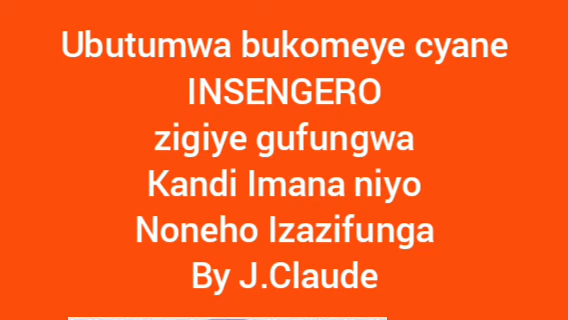 Ubutumwa bukomeye cyane
INSENGERO
zigiye gufungwa
Kandi Imana niyo
Noneho Izazifunga
By J.Claude